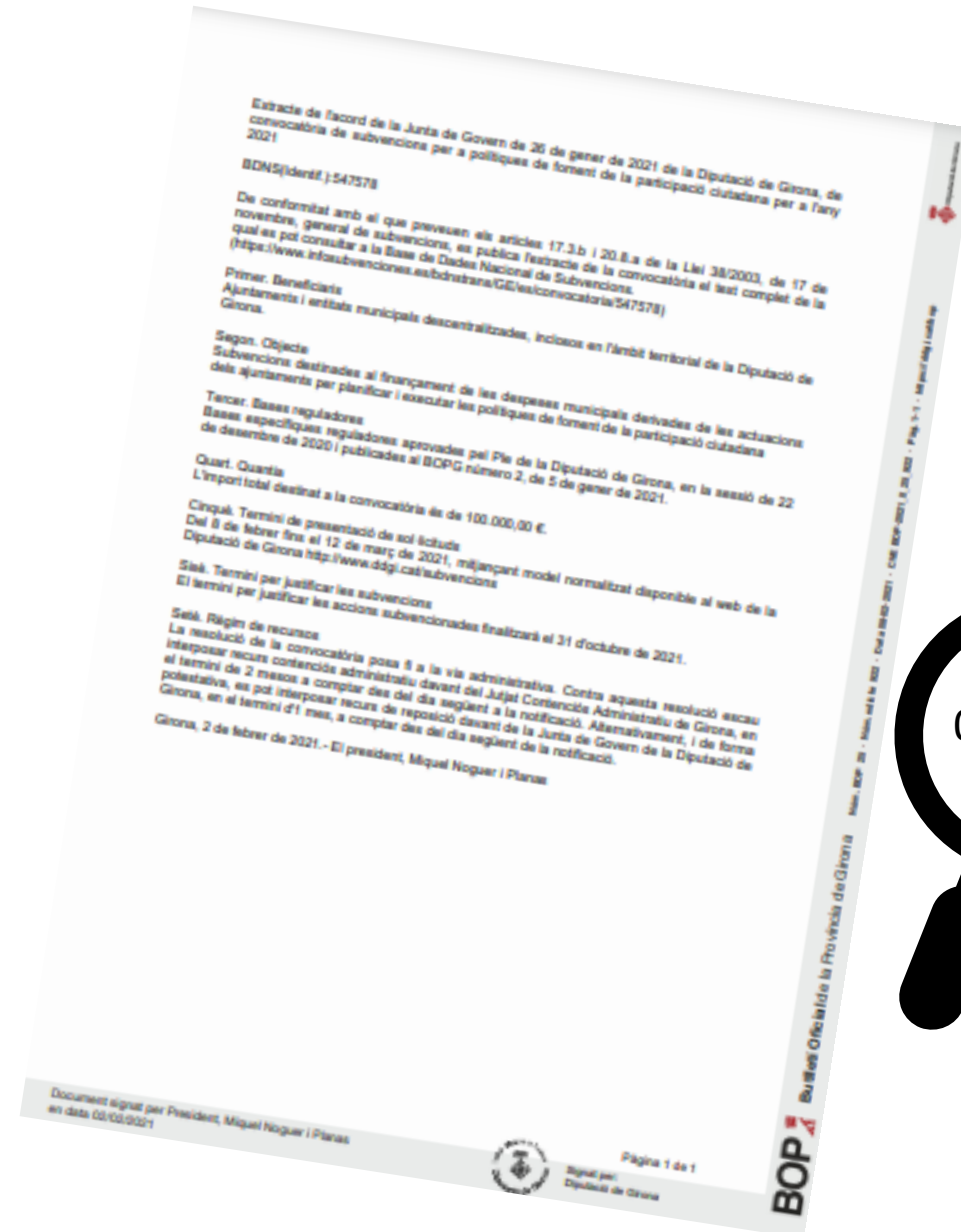 Extracte de l'acord de la Junta de Govern de 26 de gener de 2021 de la Diputació de Girona, de
convocatòria de subvencions per a polítiques de foment de la participació ciutadana per a l'any
2021
BDNS(Identif.):547578
De conformitat amb el que preveuen els articles 17.3.b i 20.8.a de la Llei 38/2003, de 17 de
novembre, general de subvencions, es publica l'extracte de la convocatòria el text complet de la
qual es pot consultar a la Base de Dades Nacional de Subvencions.
(https://www.infosubvenciones.es/bdnstrans/GE/es/convocatoria/547578)
Primer. Beneficiaris
Ajuntaments i entitats municipals descentralitzades, inclosos en l'àmbit territorial de la Diputació de
Girona.
Segon. Objecte
Subvencions destinades al finançament de les despeses municipals derivades de les actuacions
dels ajuntaments per planificar i executar les polítiques de foment de la participació ciutadana
Tercer. Bases reguladores
Bases específiques reguladores aprovades pel Ple de la Diputació de Girona, en la sessió de 22
de desembre de 2020 i publicades al BOPG número 2, de 5 de gener de 2021.
Quart. Quantia
L'import total destinat a la convocatòria és de 100.000,00 €.
Cinquè. Termini de presentació de sol·licituds
Del 8 de febrer fins el 12 de març de 2021, mitjançant model normalitzat disponible al web de la
Diputació de Girona http://www.ddgi.cat/subvencions
Sisè. Termini per justificar les subvencions
El termini per justificar les accions subvencionades finalitzarà el 31 d'octubre de 2021.
Setè. Règim de recursos
La resolució de la convocatòria posa fi a la via administrativa. Contra aquesta resolució escau
interposar recurs contenciós administratiu davant del Jutjat Contenciós Administratiu de Girona, en
el termini de 2 mesos a comptar des del dia següent a la notificació. Alternativament, i de forma
potestativa, es pot interposar recurs de reposició davant de la Junta de Govern de la Diputació de
Girona, en el termini d'1 mes, a comptar des del dia següent de la notificació.
Girona, 2 de febrer de 2021.- El president, Miquel Noguer i Planas
Document signat per President, Miquel Noguer i Planas
en data
Pàgina 1 de 1
Signat per:
Diputació de Girona
BOP Butlletí Oficial de la Província de Girona